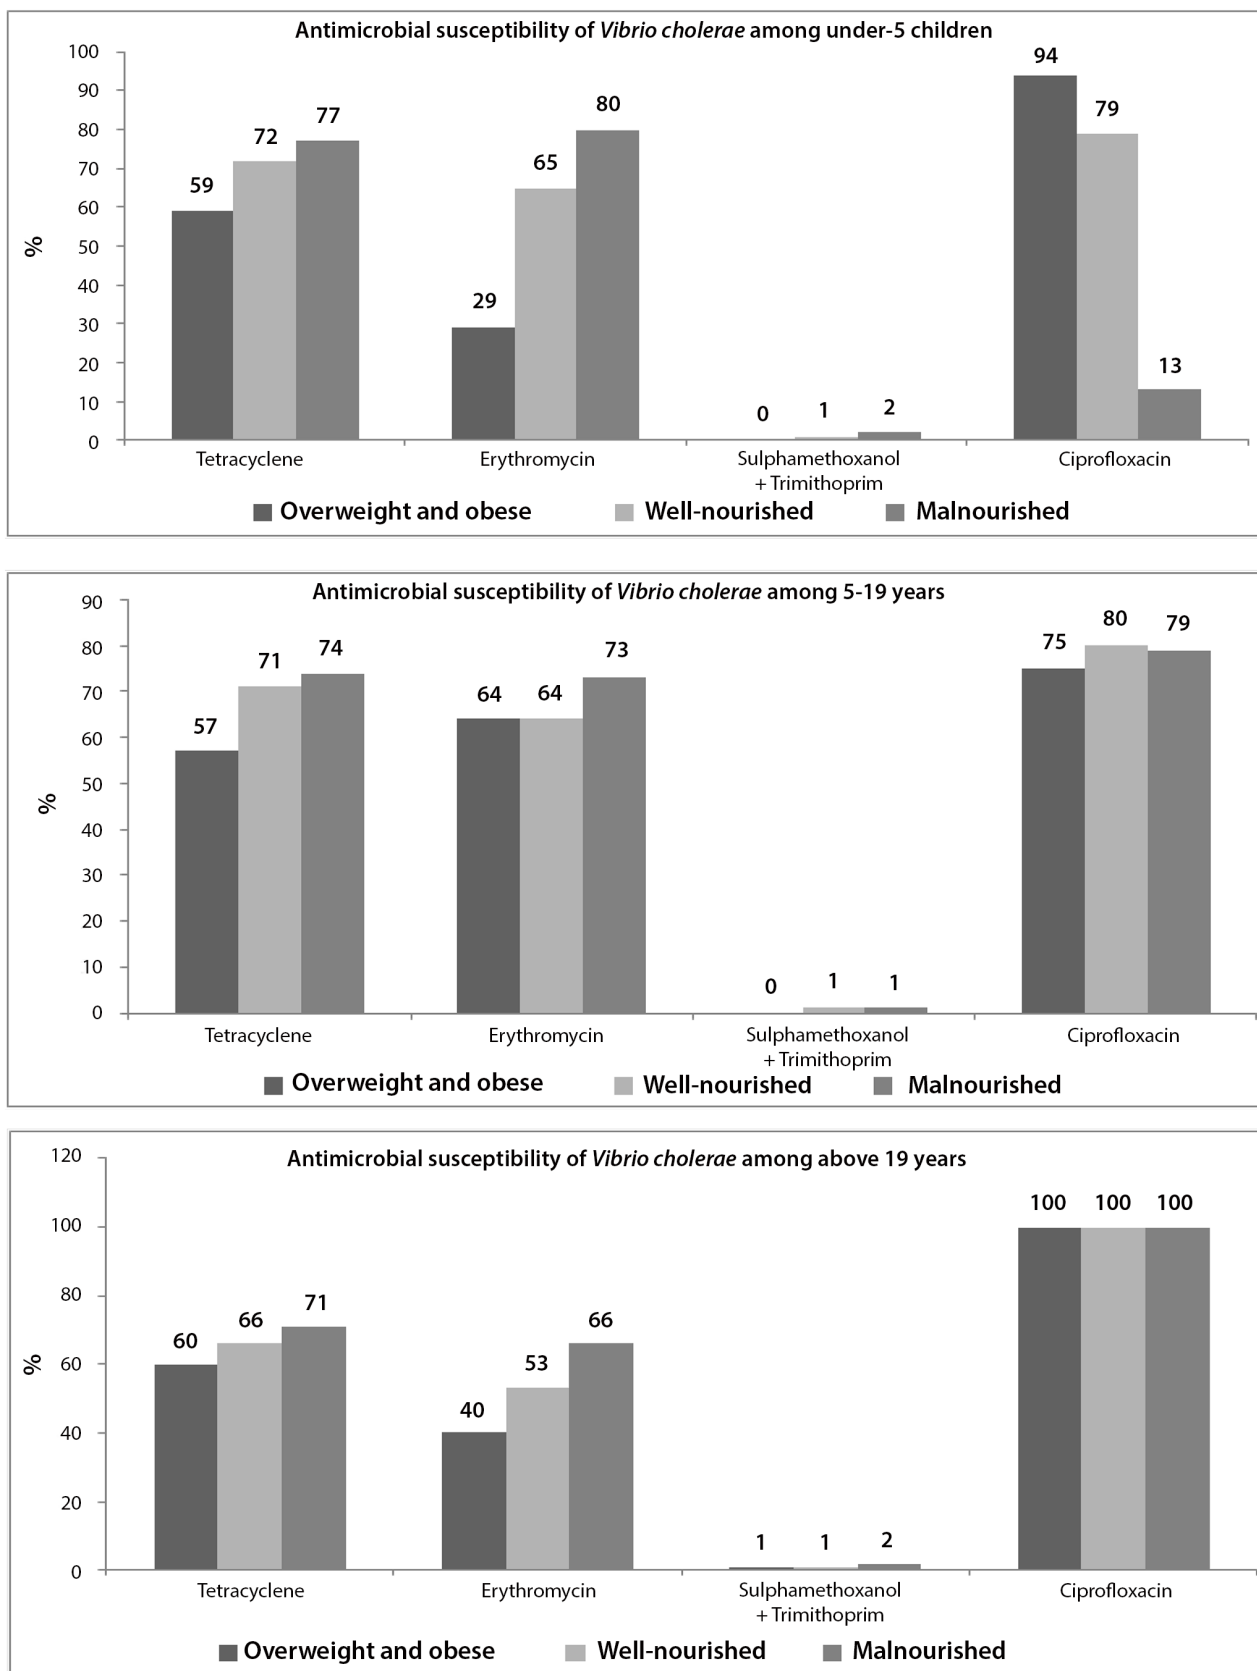 Antimicrobial susceptibility of Vibrio cholerae among under-5 children
100
90
80
70
60
50
40
30
20
10
0
%
59
72
77
29
65
80
0
1
2
94
79
13
Tetracyclene
Erythromycin
Sulphamethoxanol
+ Trimithoprim
Ciprofloxacin
Overweight and obese
Well-nourished
Malnourished
Antimicrobial susceptibility of Vibrio cholerae among 5-19 years
90
80
70
60
50
40
30
20
10
0
%
57
71
74
64
64
73
0
1
1
75
80
79
Tetracyclene
Erythromycin
Sulphamethoxanol
+ Trimithoprim
Ciprofloxacin
Overweight and obese
Well-nourished
Malnourished
Antimicrobial susceptibility of Vibrio cholerae among above 19 years
120
100
80
60
40
20
0
%
60
66
71
40
53
66
1
1
2
100
100
100
Tetracyclene
Erythromycin
Sulphamethoxanol
+ Trimithoprim
Ciprofloxacin
Overweight and obese
Well-nourished
Malnourished